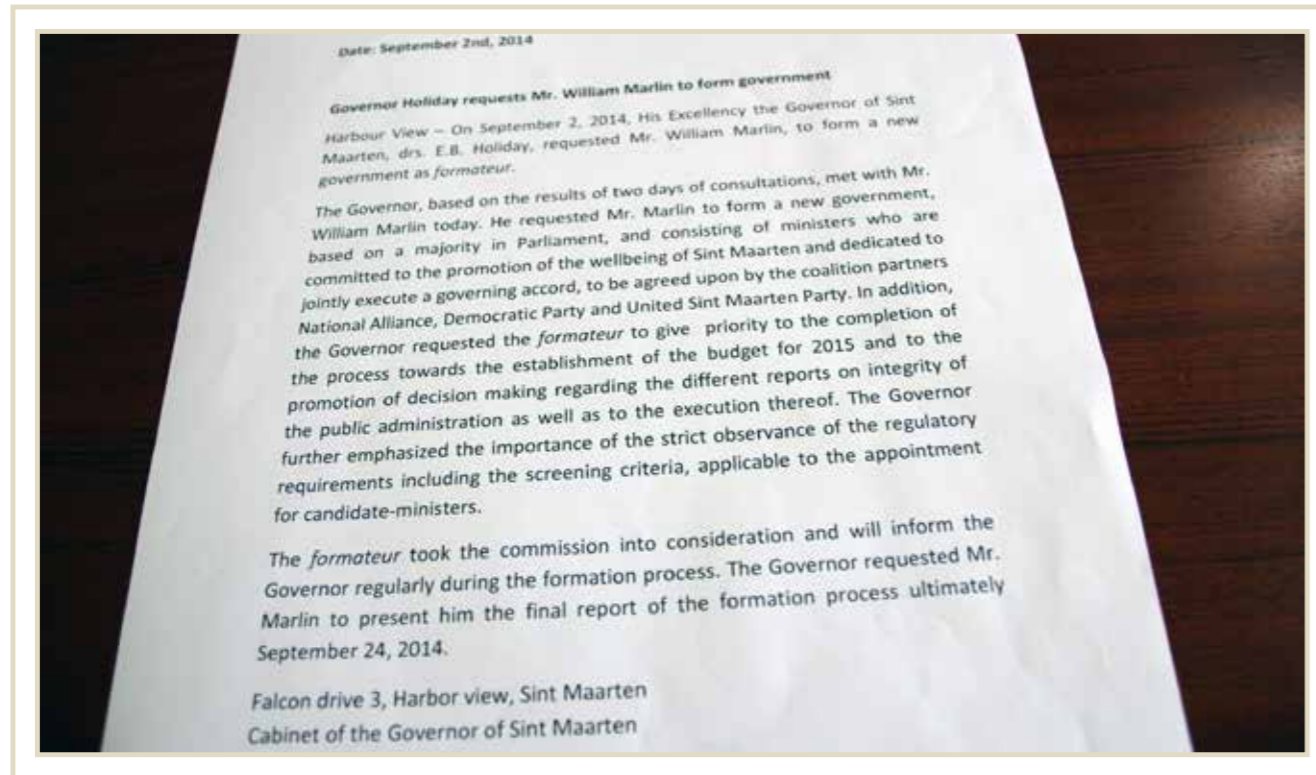 Date: September 2nd, 2014
Governor Holiday requests Mr. William Marlin to form government
Harbour View – On September 2, 2014, His Excellency the Governor of Sint
Maarten, drs. E.B. Holiday, requested Mr. William Marlin, to form a new
government as formateur.
The Governor, based on the results of two days of consultations, met with Mr.
William Marlin today. He requested Mr. Marlin to form a new government,
based on a majority in Parliament, and consisting of ministers who are
committed to the promotion of the wellbeing of Sint Maarten and dedicated to
jointly execute a governing accord, to be agreed upon by the coalition partners
National Alliance, Democratic Party and United Sint Maarten Party. In addition,
the Governor requested the formateur to give priority to the completion of
the process towards the establishment of the budget for 2015 and to the
promotion of decision making regarding the different reports on integrity of
the public administration as well as to the execution thereof. The Governor
further emphasized the importance of the strict observance of the regulatory
requirements including the screening criteria, applicable to the appointment
for candidate-ministers.
The formateur took the commission into consideration and will inform the
Governor regularly during the formation process. The Governor requested Mr.
Marlin to present him the final report of the formation process ultimately
September 24, 2014.
Falcon drive 3, Harbor view, Sint Maarten
Cabinet of the Governor of Sint Maarten